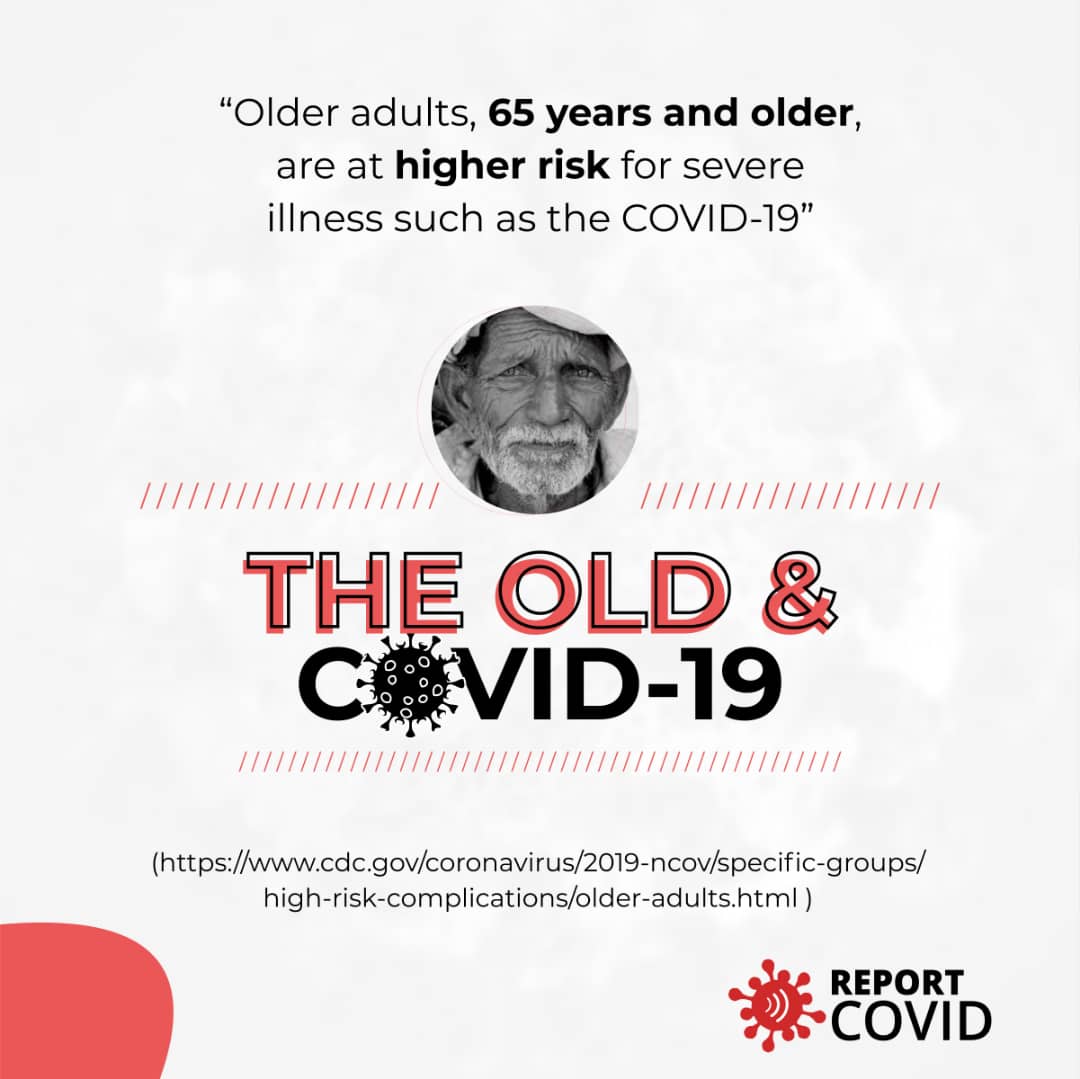 “Older adults, 65 years and older,
are at higher risk for severe
illness such as the COVID-19”
THE OLD &
COVID-19
(https://www.cdc.gov/coronavirus/2019-ncov/specific-groups/
high-risk-complications/older-adults.html )
REPORT
COVID